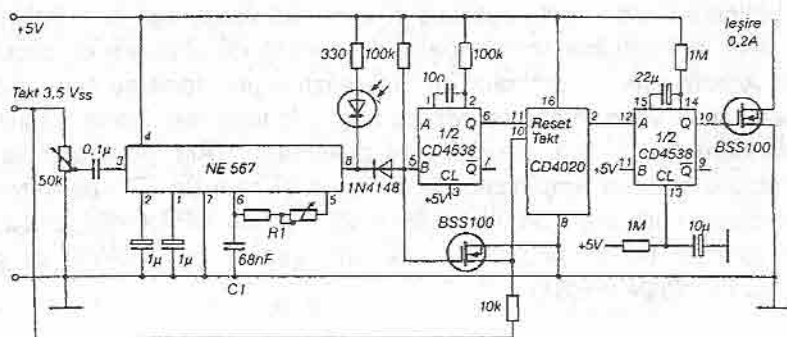 +5V
Ieşire
0,2A
330
100k
100k
1M
Takt 3,5 Vss
10n
22µ
1
2
15
14
4
16
A
Q
6
11
Reset
2
12
A
Q
10
10
Takt
0,1µ
3
NE 567
8
1/2
CD4538
CD4020
1/2
CD4538
BSS100
50k
1N4148
5
B
Q
7
+5V
11
B
Q
9
CL
CL
2
1
7
6
5
+5V
3
13
R1
BSS100
8
1M
10µ
1µ
1µ
68nF
+5V
C1
10k